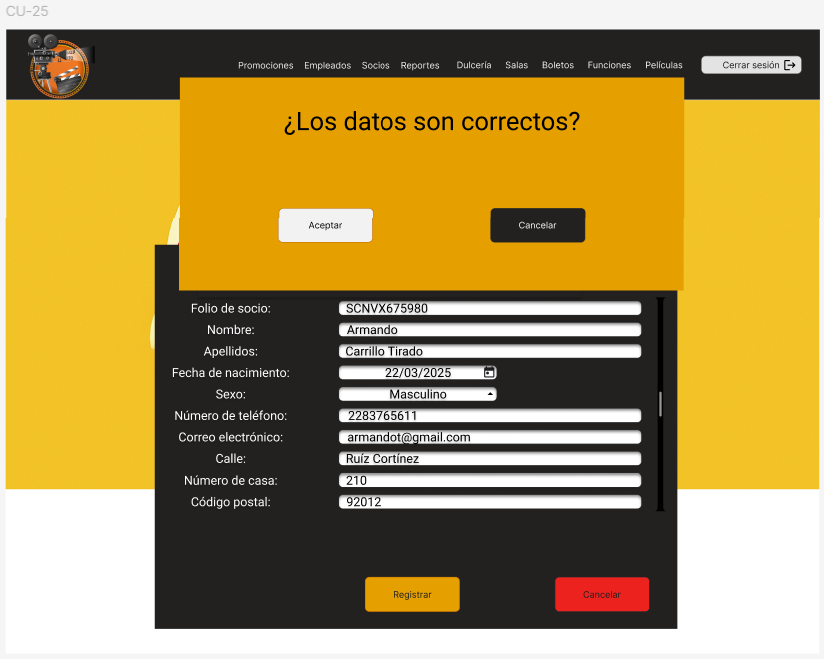 CU-25
Promociones Empleados Socios Reportes Dulcería Salas Boletos Funciones Películas Cerrar sesión
¿Los datos son correctos?
Aceptar Cancelar
Folio de socio: SCNVX675980
Nombre: Armando
Apellidos: Carrillo Tirado
Fecha de nacimiento: 22/03/2025
Sexo: Masculino
Número de teléfono: 2283765611
Correo electrónico: armandot@gmail.com
Calle: Ruíz Cortínez
Número de casa: 210
Código postal: 92012
Registrar Cancelar